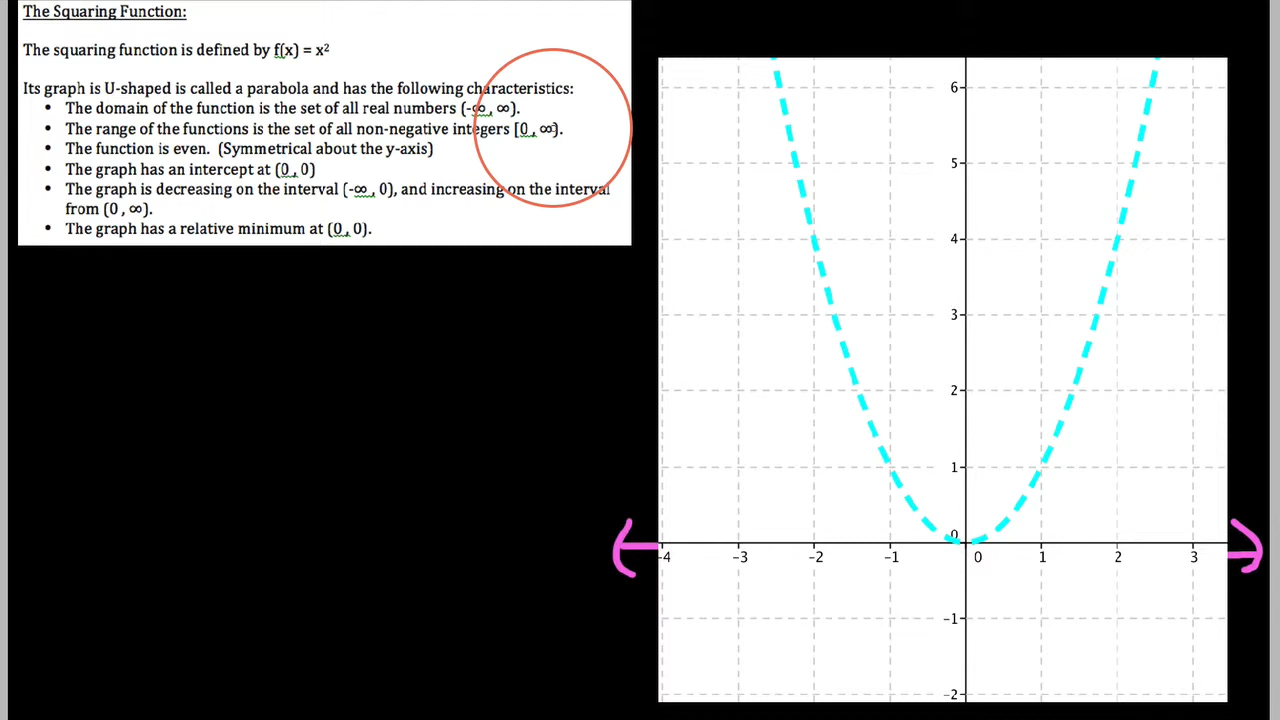 The Squaring Function:
The squaring function is defined by f(x) = x²
Its graph is U-shaped is called a parabola and has the following characteristics:
• The domain of the function is the set of all real numbers (-∞ , ∞).
• The range of the functions is the set of all non-negative integers [0 , ∞).
• The function is even. (Symmetrical about the y-axis)
• The graph has an intercept at (0 , 0)
• The graph is decreasing on the interval (-∞ , 0), and increasing on the interval
from (0 , ∞).
• The graph has a relative minimum at (0 , 0).
6
5
4
3
2
1
0
-4 -3 -2 -1 0 1 2 3
-1
-2